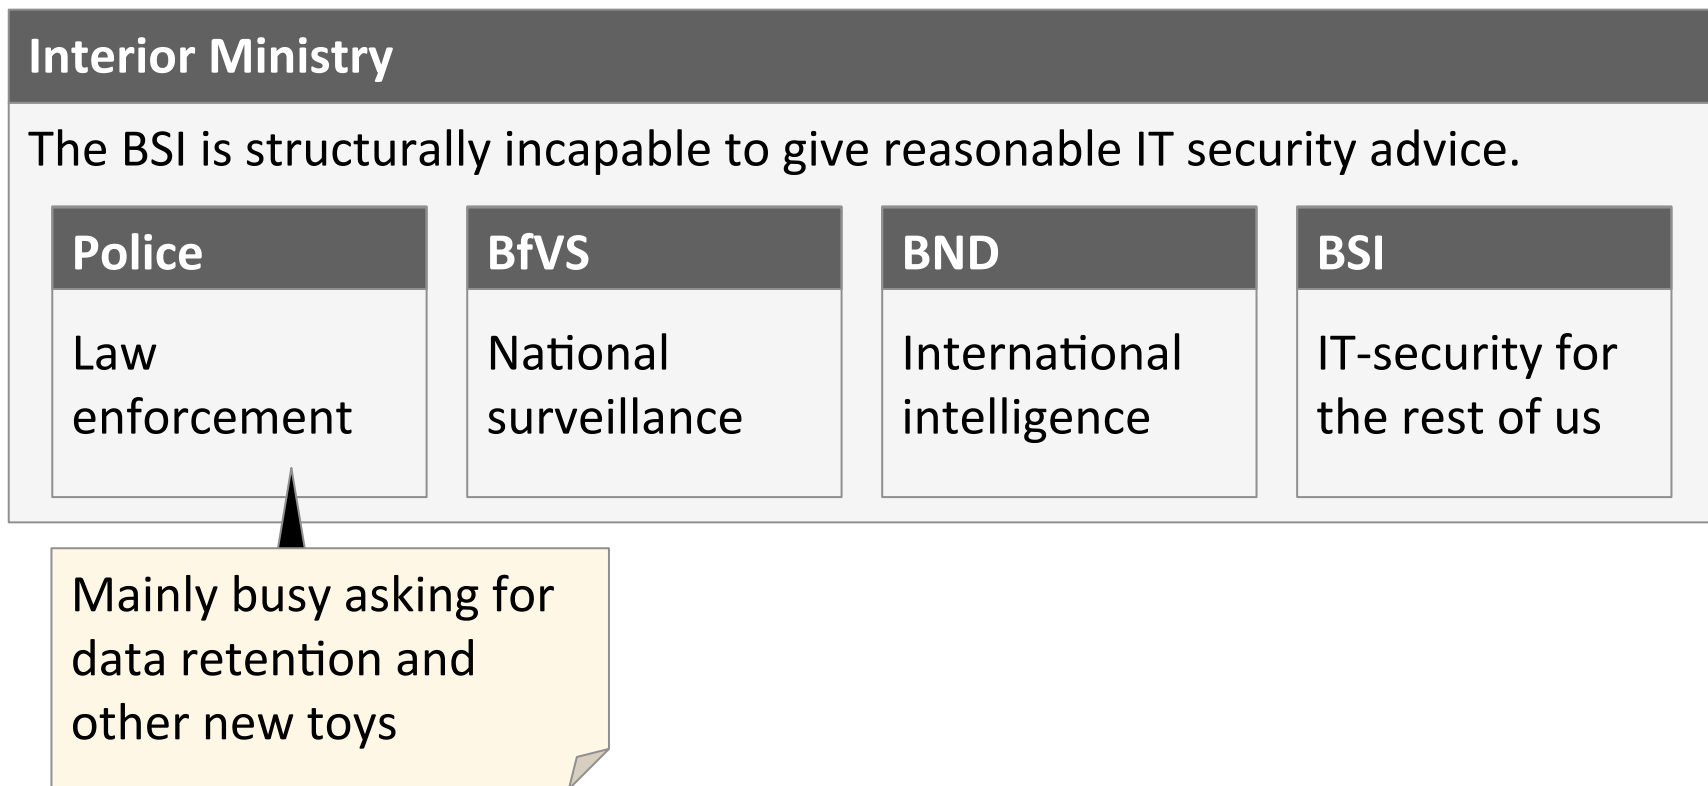 Interior Ministry
The BSI is structurally incapable to give reasonable IT security advice.
Police
Law
enforcement
BfVS
National
surveillance
BND
International
intelligence
BSI
IT-security for
the rest of us
Mainly busy asking for
data retention and
other new toys